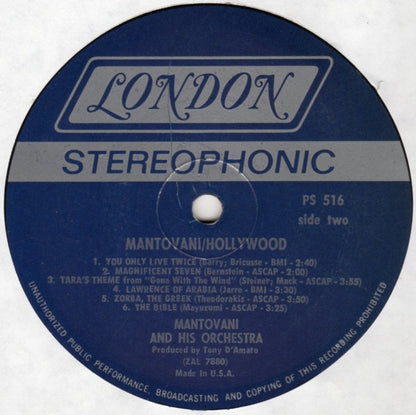 LONDON
STEREOPHONIC
PS 516
side two
MANTOVANI/HOLLYWOOD
1. YOU ONLY LIVE TWICE (Barry; Bricusse - BMI - 2:40)
2. MAGNIFICENT SEVEN (Bernstein - ASCAP - 2:00)
3. TARA'S THEME from "Gone With The Wind" (Steiner; Mack - ASCAP - 3:55)
4. LAWRENCE OF ARABIA (Jarre - BMI - 3:30)
5. ZORBA, THE GREEK (Theodorakis - ASCAP - 3:50)
6. THE BIBLE (Mayuzumi - ASCAP - 3:25)
MANTOVANI
AND HIS ORCHESTRA
Produced by Tony D'Amato
(ZAL 7880)
Made in U.S.A.
UNAUTHORIZED PUBLIC PERFORMANCE, BROADCASTING AND COPYING OF THIS RECORDING PROHIBITED